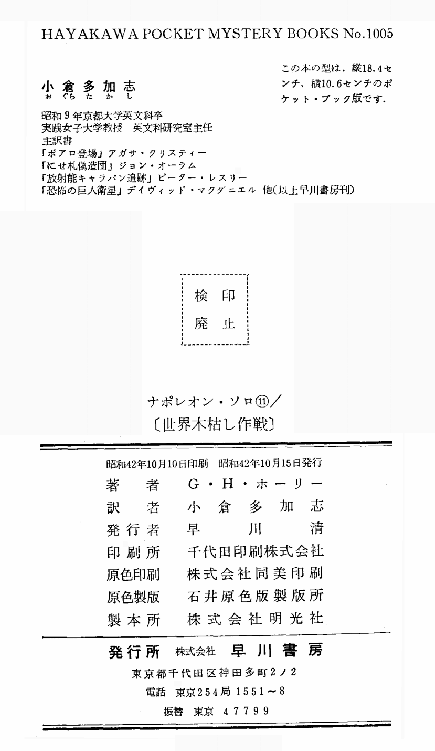 HAYAKAWA POCKET MYSTERY BOOKS No.1005
この本の型は，縦18.4セ
ンチ、横10.6センチのポ
ケット・ブック版です．
小倉多加志
おぐらたかし
昭和9年京都大学英文科卒
実践女子大学教授 英文科研究室主任
主訳書
『ポアロ登場』アガサ・クリスティー
『にせ札偽造団』ジョン・オーラム
『放射能キャラバン追跡』ピーター・レスリー
『恐怖の巨人衛星』デイヴィッド・マクダニエル 他(以上早川書房刊)
検印
廃止
ナポレオン・ソロ⑪／
〔世界木枯し作戦〕
昭和42年10月10日印刷 昭和42年10月15日発行
著者 G・H・ホーリー
訳者 小倉多加志
発行者 早川清
印刷所 千代田印刷株式会社
原色印刷 株式会社同美印刷
原色製版 石井原色版製版所
製本所 株式会社明光社
発行所 株式会社 早川書房
東京都千代田区神田多町2ノ2
電話 東京254局1551～8
振替 東京 47799